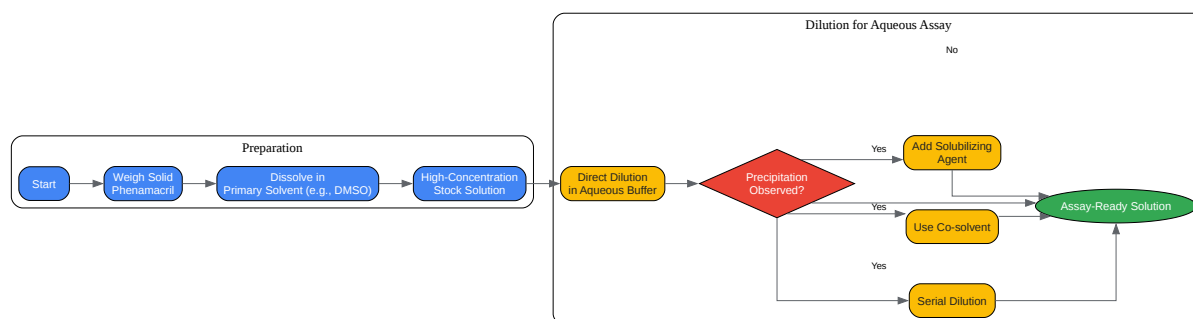 Dilution for Aqueous Assay
No
Preparation
Start
Weigh Solid
Phenamacril
Dissolve in
Primary Solvent (e.g., DMSO)
High-Concentration
Stock Solution
Direct Dilution
in Aqueous Buffer
Precipitation
Observed?
Yes
Add Solubilizing
Agent
Yes
Use Co-solvent
Yes
Serial Dilution
Assay-Ready Solution